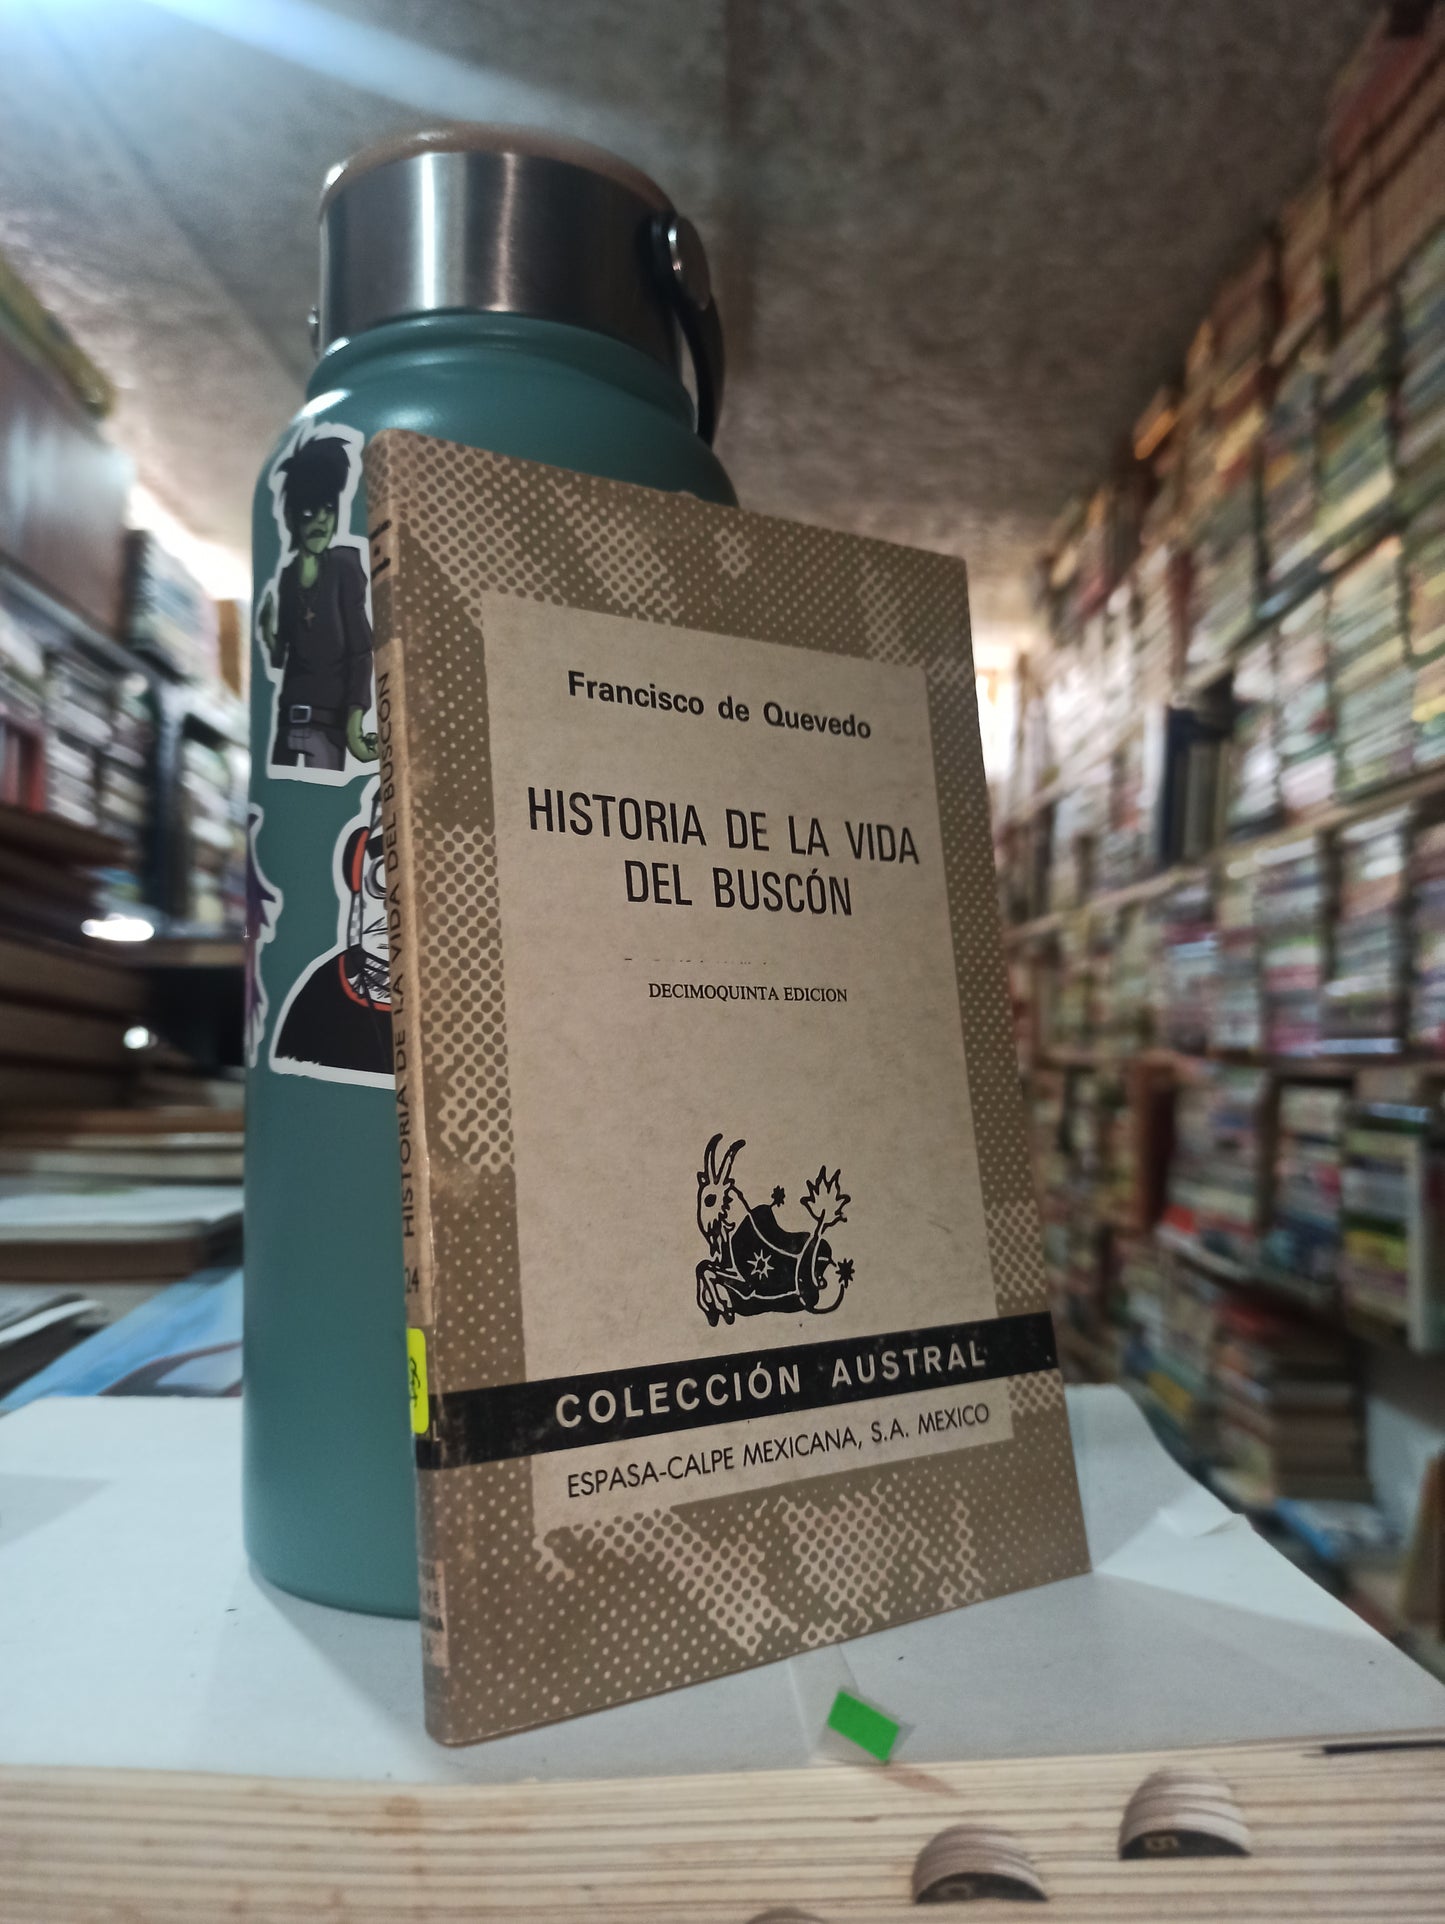 Francisco de Quevedo
HISTORIA DE LA VIDA
DEL BUSCÓN
DECIMOQUINTA EDICION
COLECCIÓN AUSTRAL
ESPASA-CALPE MEXICANA, S.A. MEXICO
HISTORIA DE LA VIDA DEL BUSCON